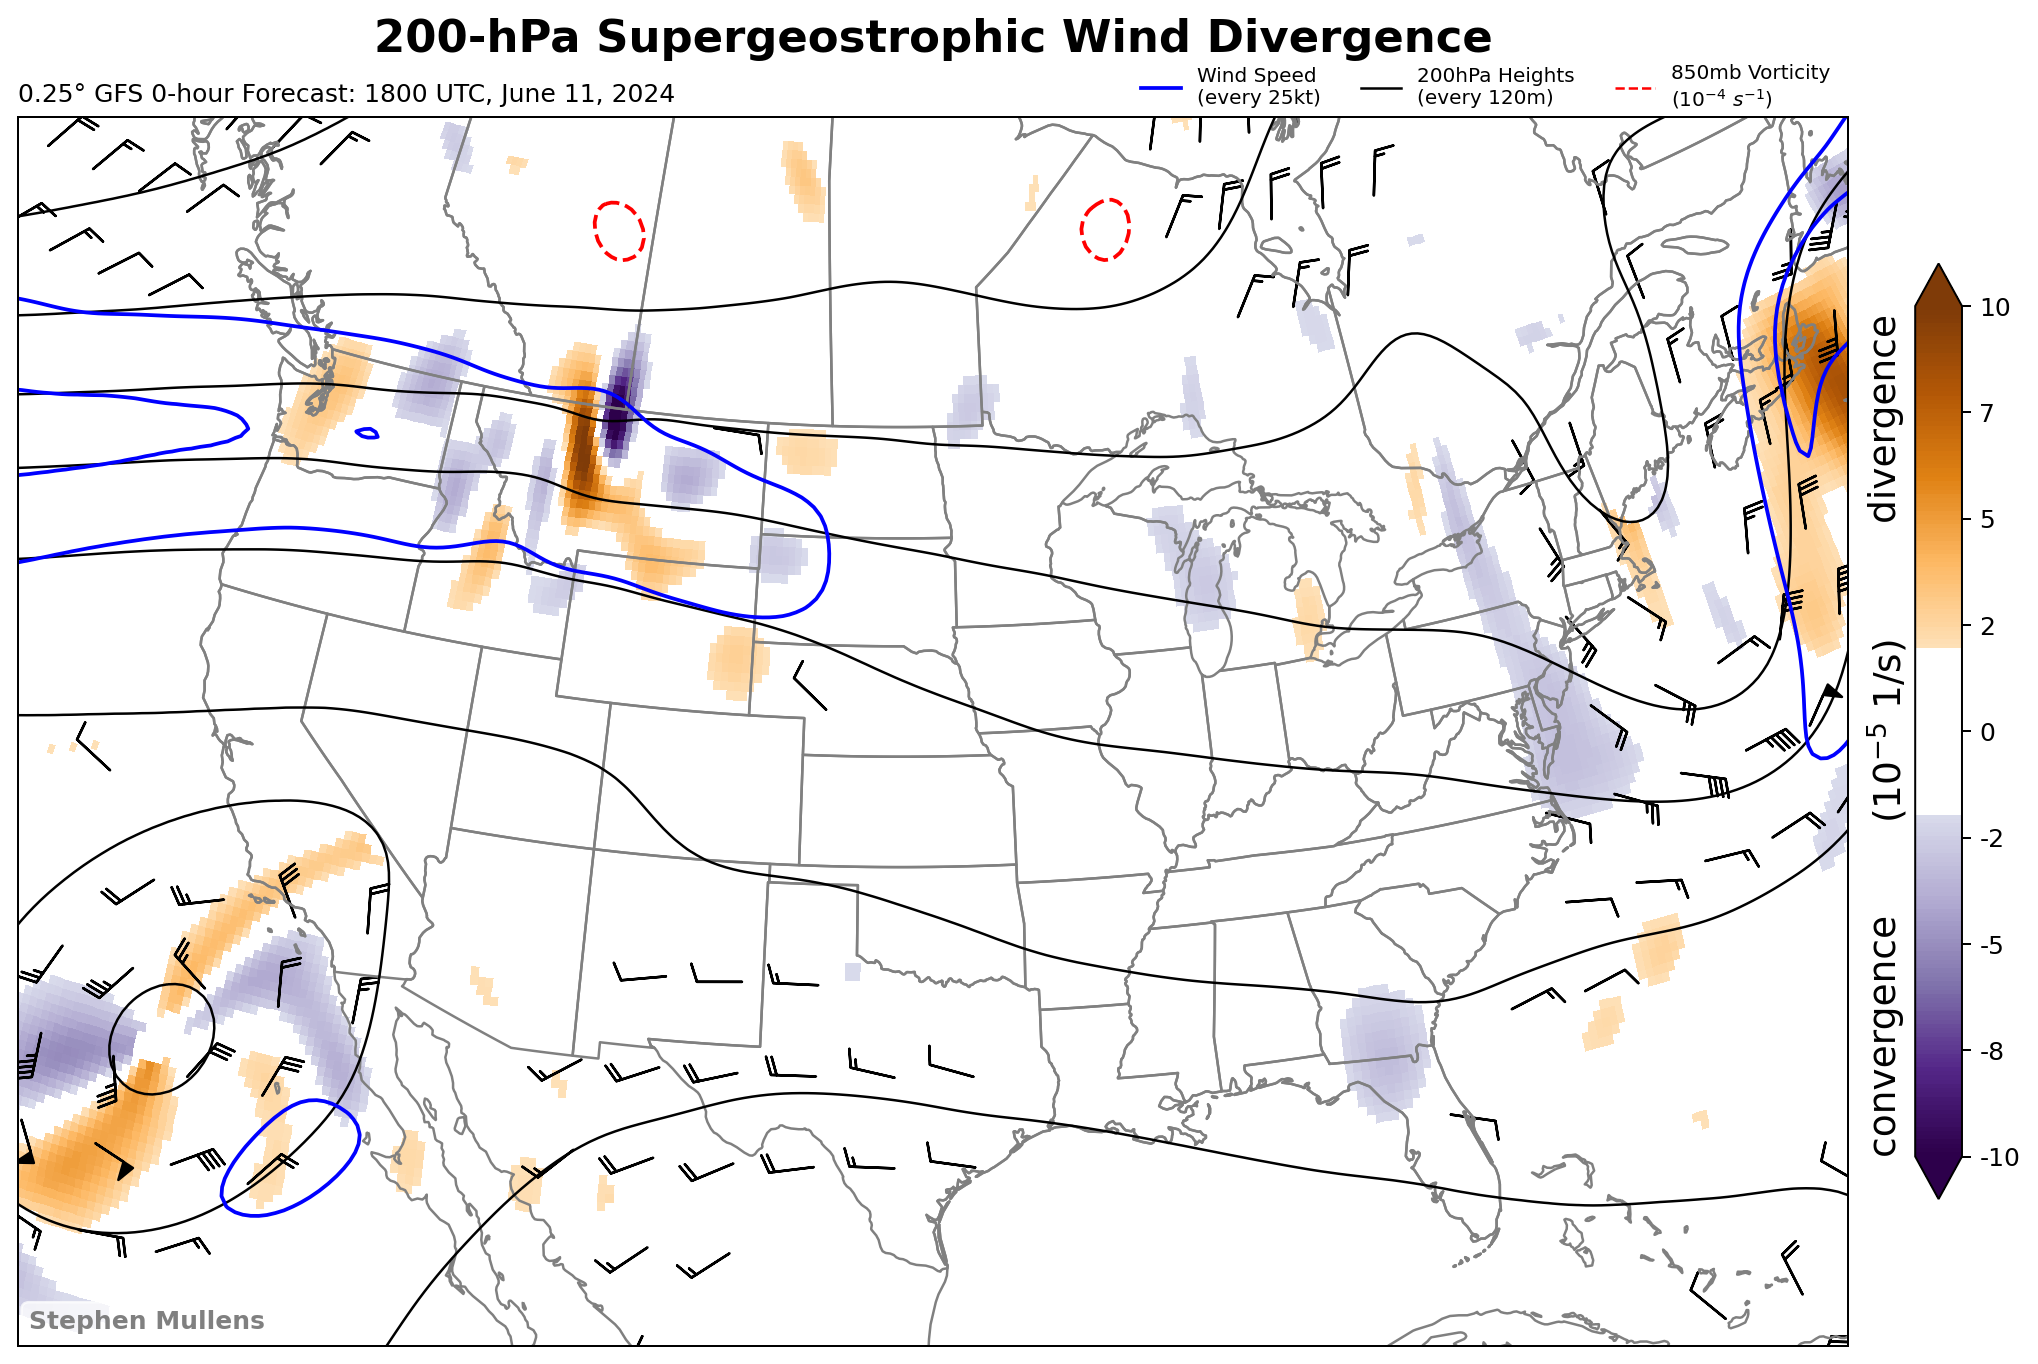 200-hPa Supergeostrophic Wind Divergence
0.25° GFS 0-hour Forecast: 1800 UTC, June 11, 2024
Wind Speed
(every 25kt)
200hPa Heights
(every 120m)
850mb Vorticity
(10⁻⁴ s⁻¹)
10
7
5
2
0
-2
-5
-8
-10
convergence (10⁻⁵ 1/s) divergence
Stephen Mullens